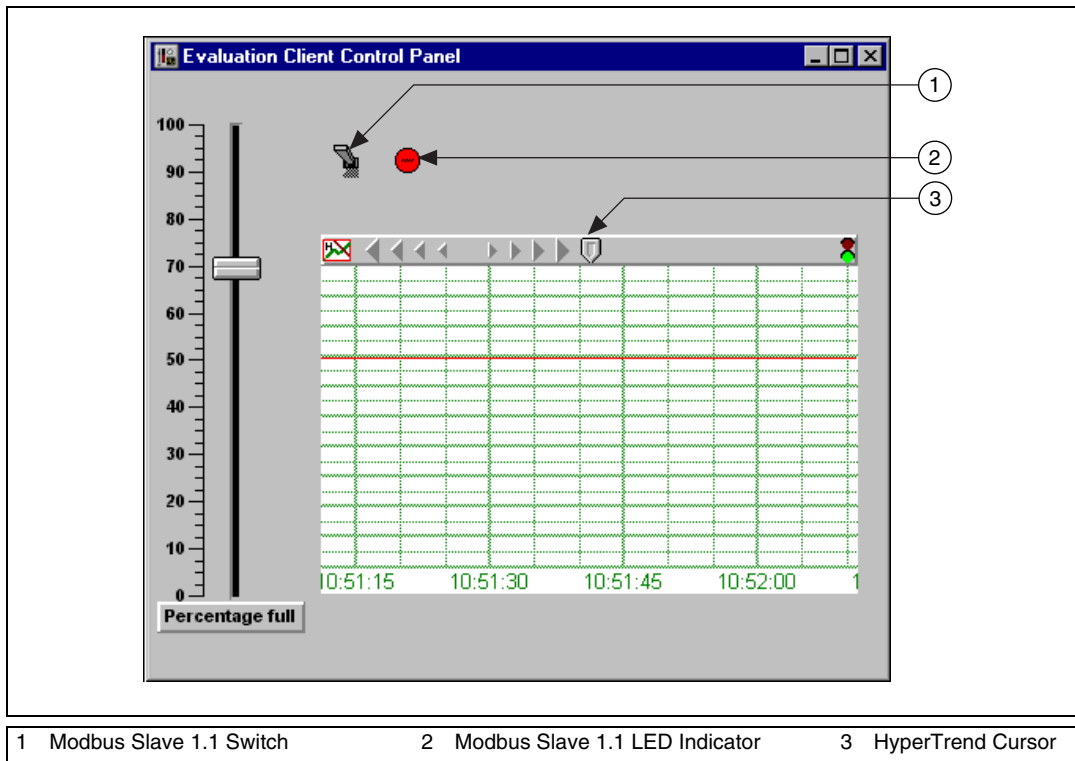 Evaluation Client Control Panel
1
2
3
100
90
80
70
60
50
40
30
20
10
0
Percentage full
H
10:51:15 10:51:30 10:51:45 10:52:00 1
1 Modbus Slave 1.1 Switch 2 Modbus Slave 1.1 LED Indicator 3 HyperTrend Cursor